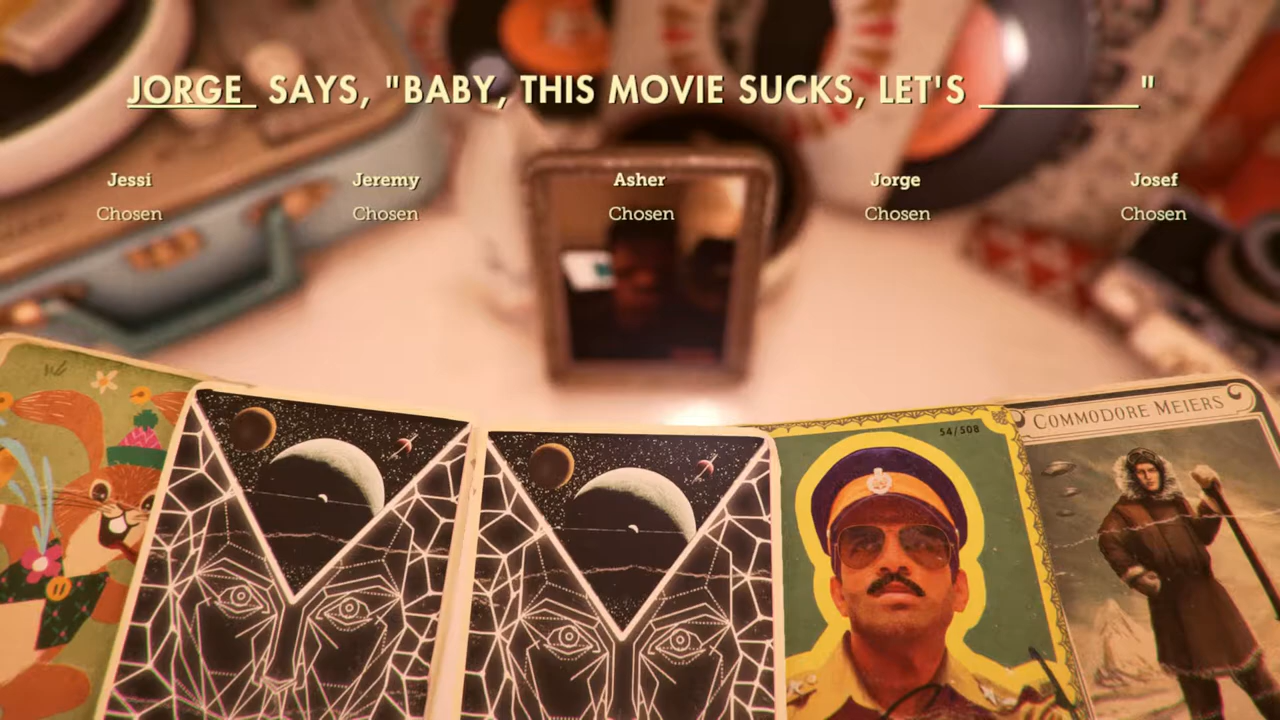 JORGE SAYS, "BABY, THIS MOVIE SUCKS, LET'S ________"
Jessi Jeremy Asher Jorge Josef
Chosen Chosen Chosen Chosen Chosen
54/508
COMMODORE MEIERS